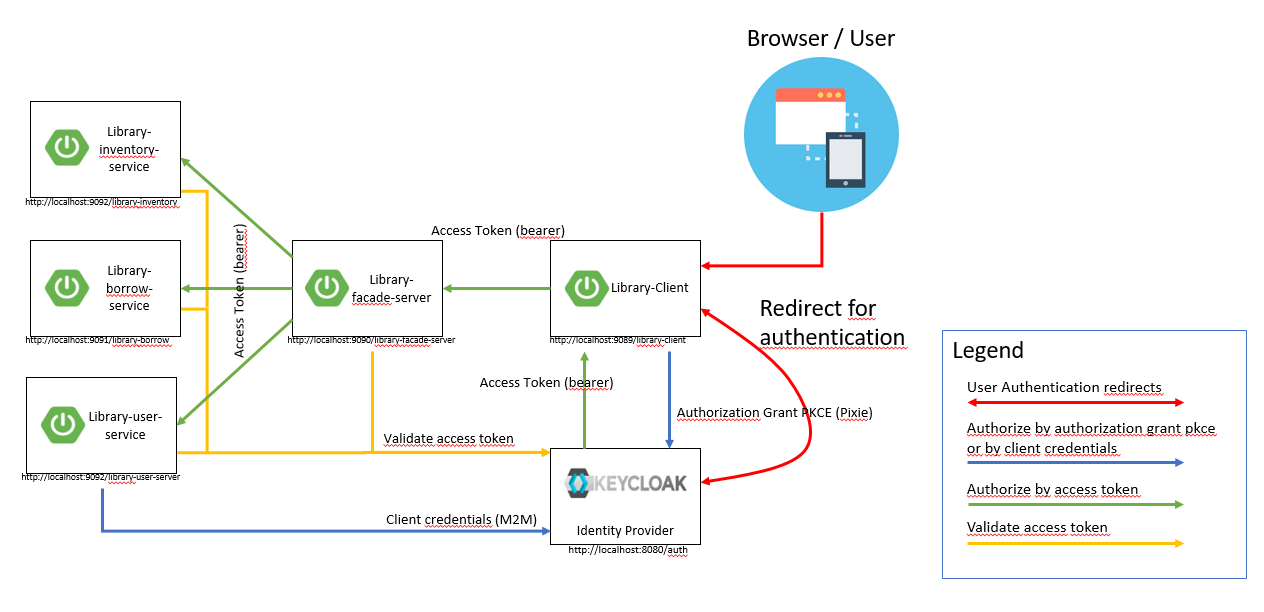 Browser / User
Library-
inventory-
service
http://localhost:9092/library-inventory
Access Token (bearer)
Library-
borrow-
service
http://localhost:9091/library-borrow
Access Token (bearer)
Library-
facade-server
http://localhost:9090/library-facade-server
Library-Client
http://localhost:9089/library-client
Redirect for
authentication
Library-user-
service
http://localhost:9092/library-user-server
Access Token (bearer)
Authorization Grant PKCE (Pixie)
Validate access token
KEYCLOAK
Client credentials (M2M)
Identity Provider
http://localhost:8080/auth
Legend
User Authentication redirects
Authorize by authorization grant pkce
or by client credentials
Authorize by access token
Validate access token